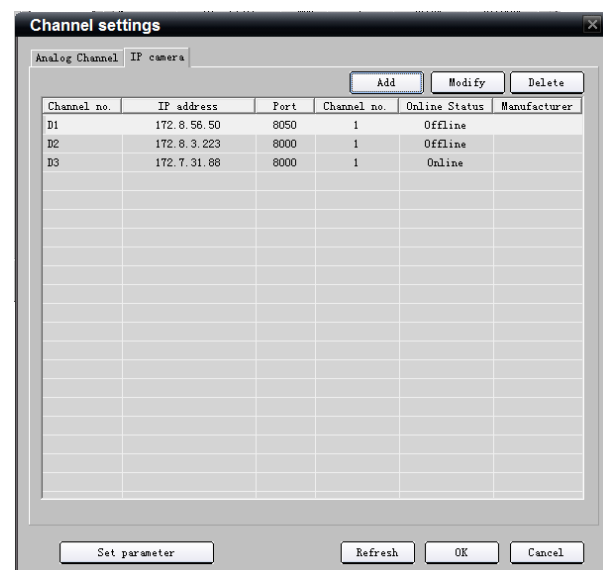 Channel settings
Analog Channel IP camera
Add Modify Delete
Channel no. IP address Port Channel no. Online Status Manufacturer
D1 172.8.56.50 8050 1 Offline
D2 172.8.3.223 8000 1 Offline
D3 172.7.31.88 8000 1 Online
Set parameter Refresh OK Cancel